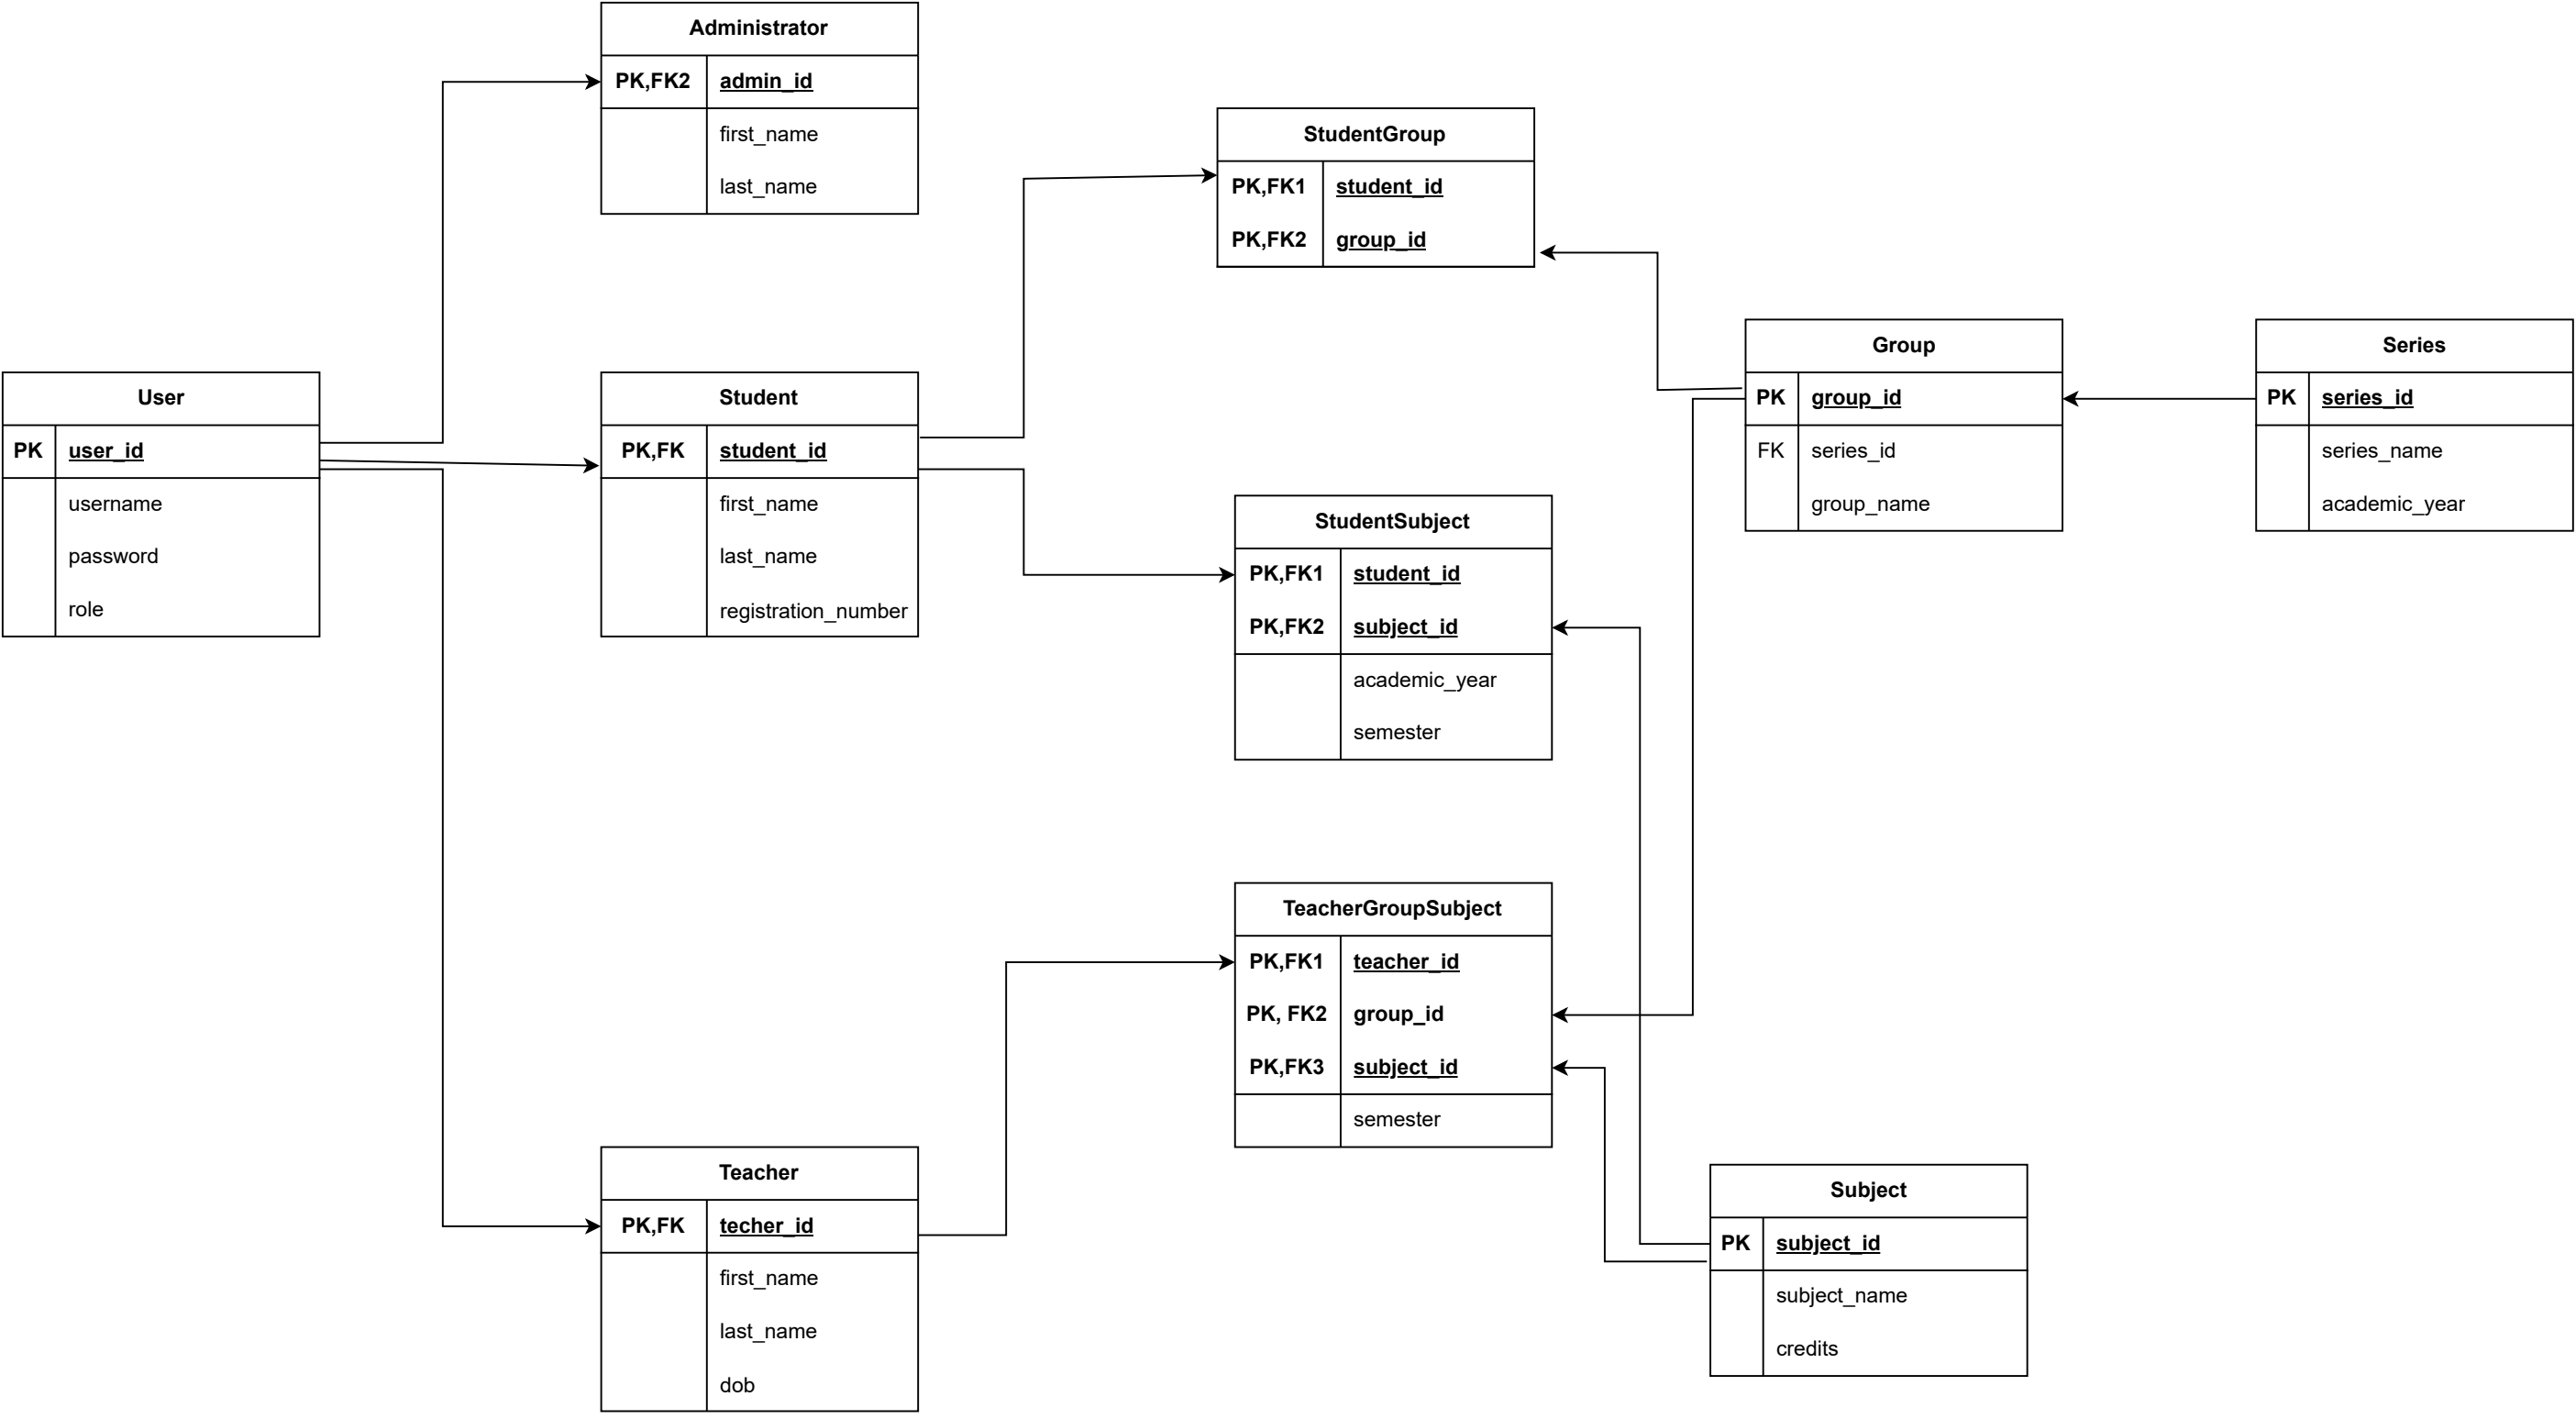 Administrator
PK,FK2 admin_id
first_name
last_name
StudentGroup
PK,FK1 student_id
PK,FK2 group_id
Group
PK group_id
FK series_id
group_name
Series
PK series_id
series_name
academic_year
User
PK user_id
username
password
role
Student
PK,FK student_id
first_name
last_name
registration_number
StudentSubject
PK,FK1 student_id
PK,FK2 subject_id
academic_year
semester
TeacherGroupSubject
PK,FK1 teacher_id
PK, FK2 group_id
PK,FK3 subject_id
semester
Teacher
PK,FK techer_id
first_name
last_name
dob
Subject
PK subject_id
subject_name
credits